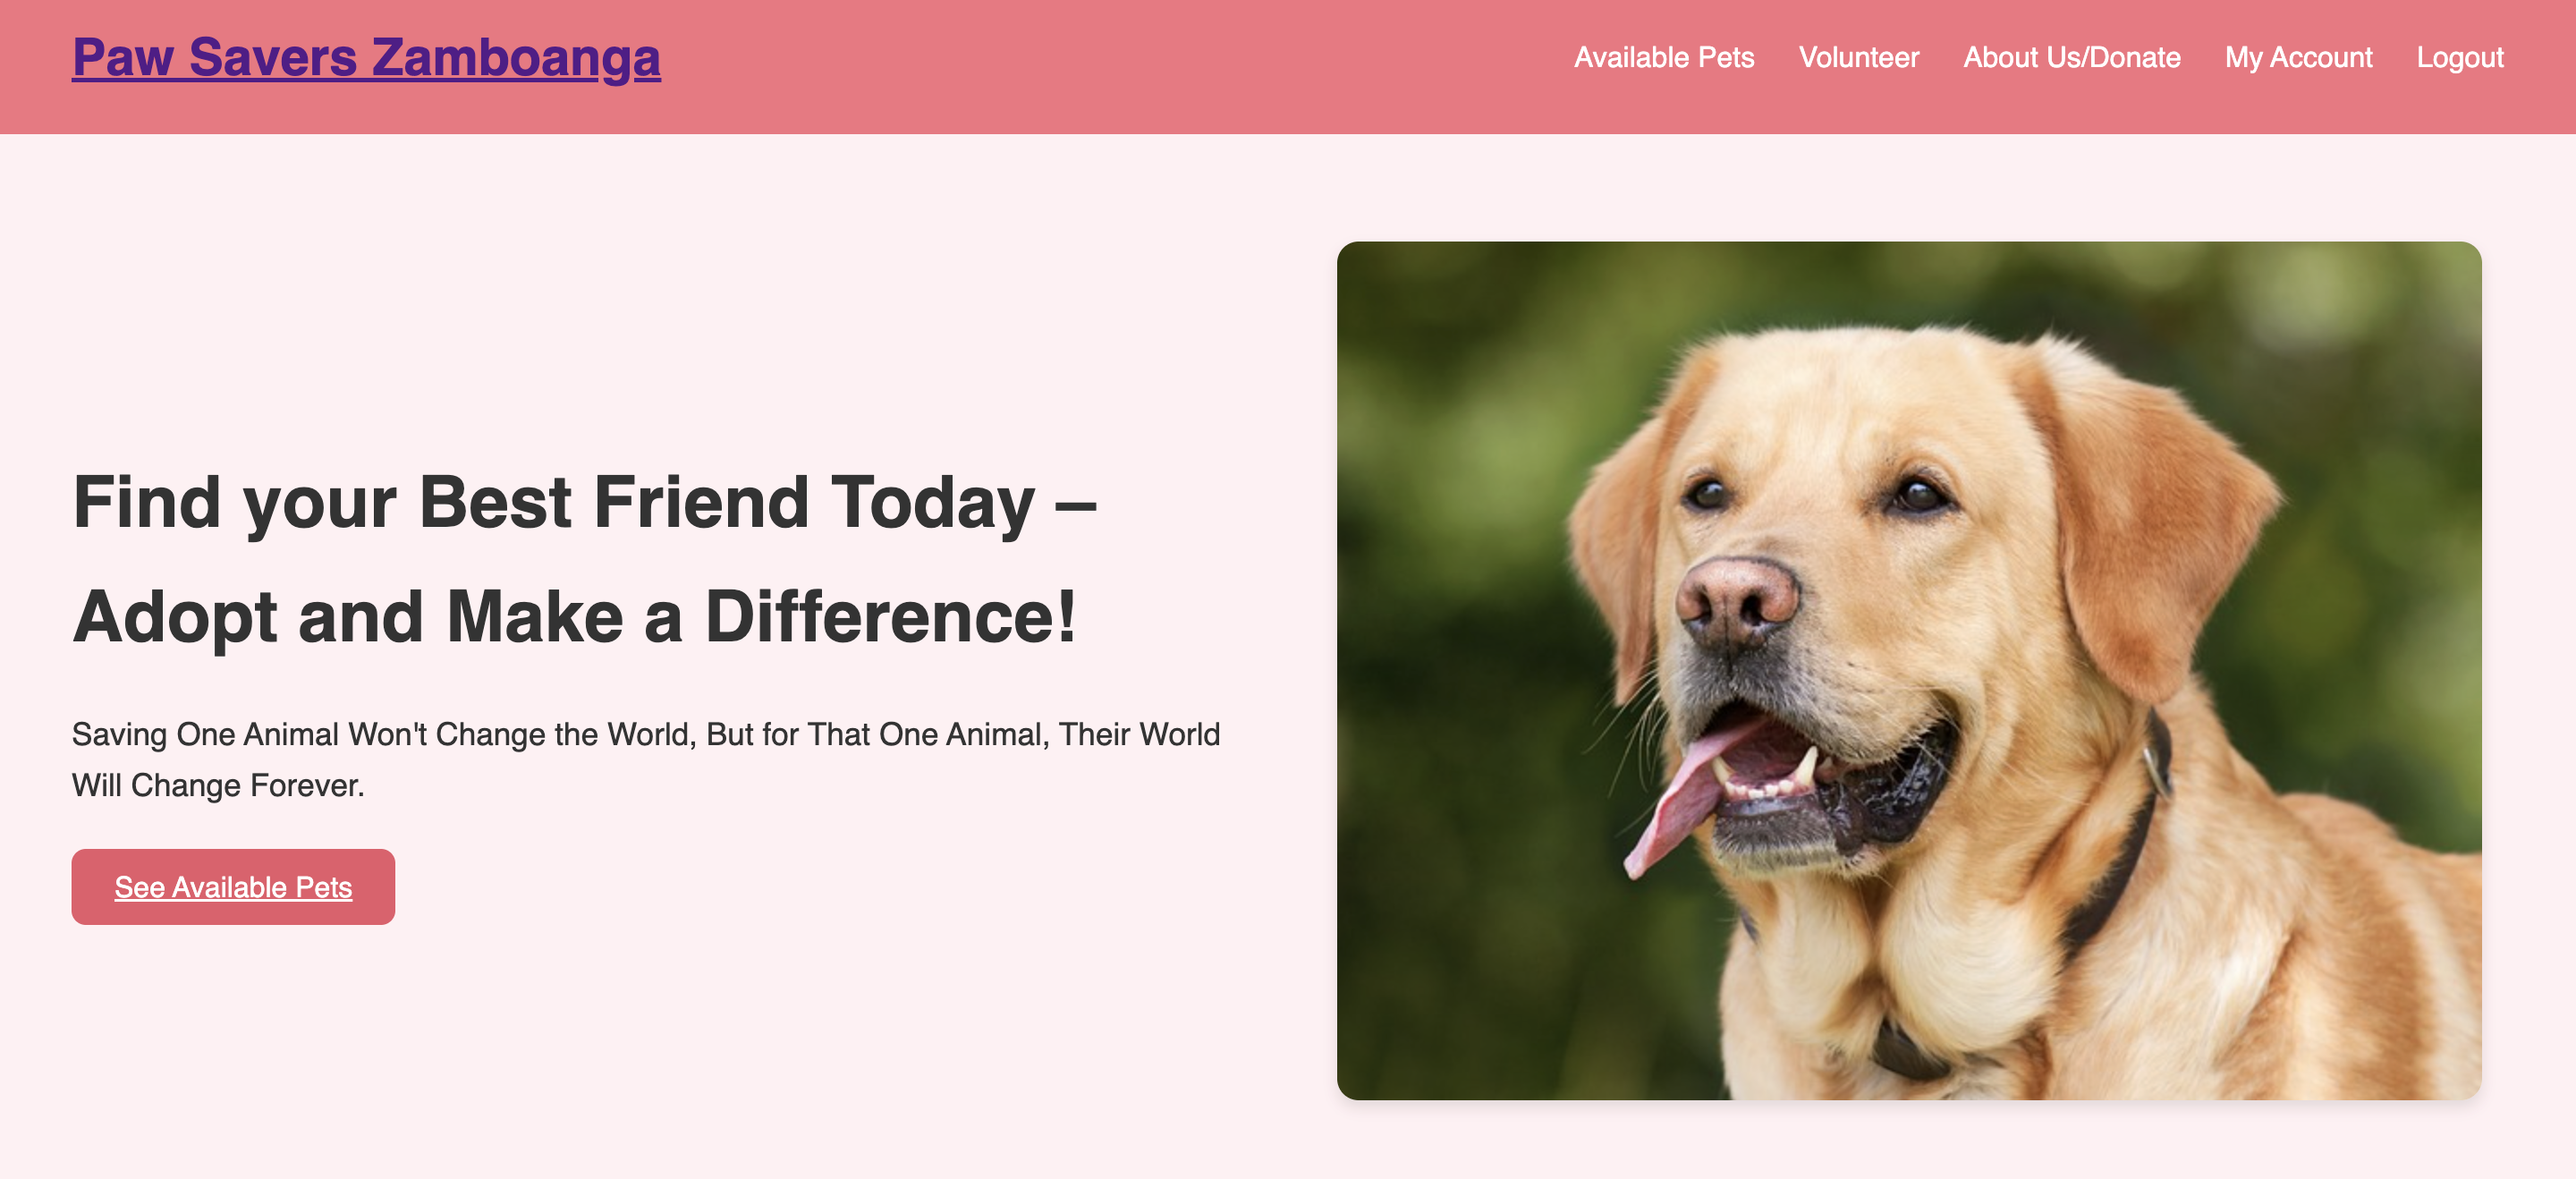 Paw Savers Zamboanga
Available Pets
Volunteer
About Us/Donate
My Account
Logout
Find your Best Friend Today –
Adopt and Make a Difference!
Saving One Animal Won't Change the World, But for That One Animal, Their World
Will Change Forever.
See Available Pets